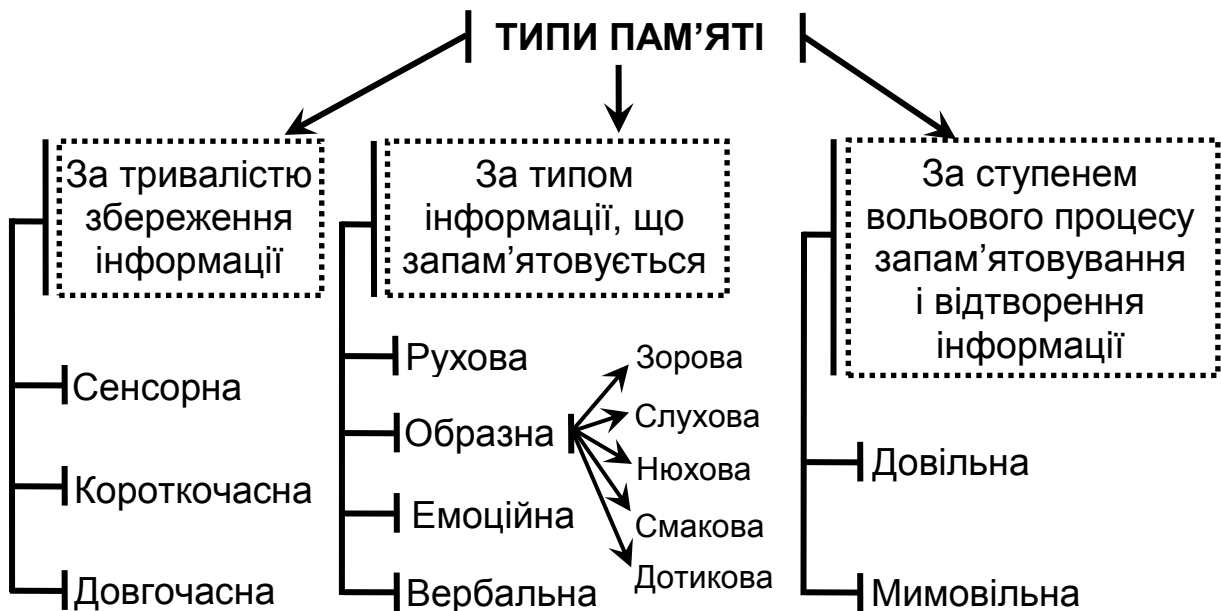 ТИПИ ПАМ’ЯТІ
За тривалістю
збереження
інформації
Сенсорна
Короткочасна
Довгочасна
За типом
інформації, що
запам’ятовується
Рухова
Образна
Зорова
Слухова
Нюхова
Смакова
Дотикова
Емоційна
Вербальна
За ступенем
вольового процесу
запам’ятовування
і відтворення
інформації
Довільна
Мимовільна